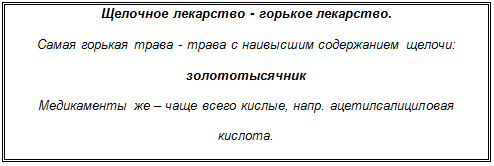 Щелочное лекарство - горькое лекарство.
Самая горькая трава - трава с наивысшим содержанием щелочи:
золототысячник
Медикаменты же – чаще всего кислые, напр. ацетилсалициловая
кислота.